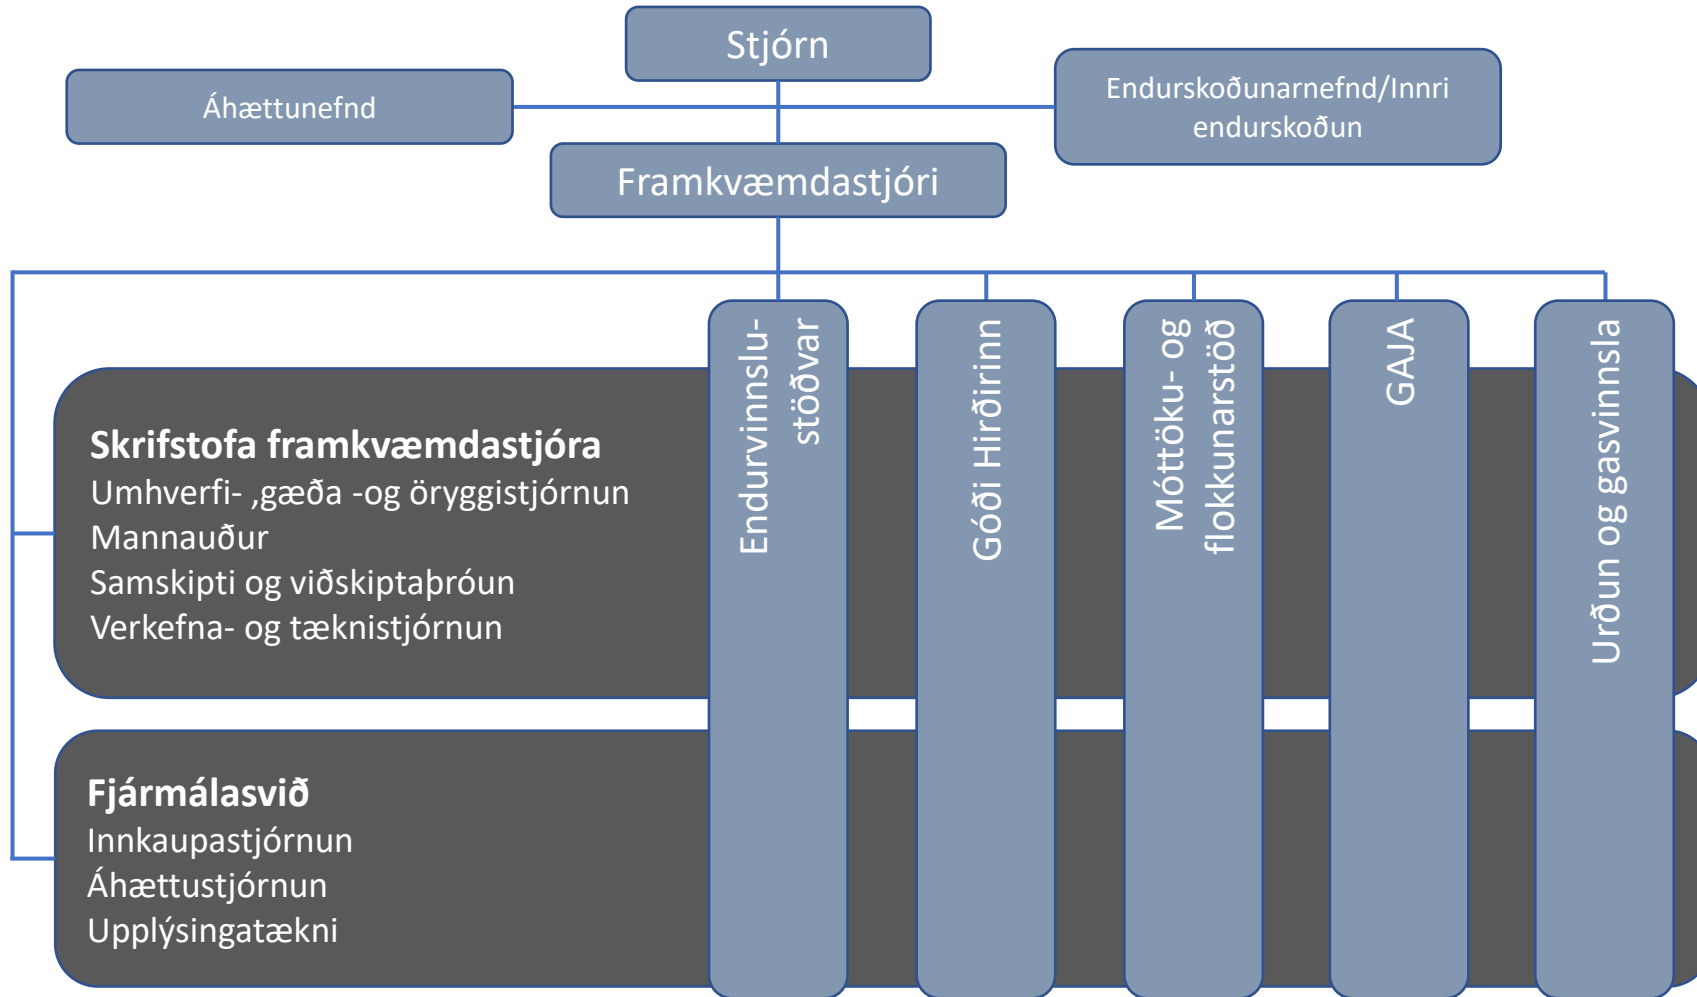 Stjórn
Áhættunefnd
Endurskoðunarnefnd/Innri
endurskoðun
Framkvæmdastjóri
Endurvinnslu-
stöðvar
Góði Hirðirinn
Móttöku- og
flokkunarstöð
GAJA
Urðun og gasvinnsla
Skrifstofa framkvæmdastjóra
Umhverfi- ,gæða -og öryggistjórnun
Mannauður
Samskipti og viðskiptaþróun
Verkefna- og tæknistjórnun
Fjármálasvið
Innkaupastjórnun
Áhættustjórnun
Upplýsingatækni